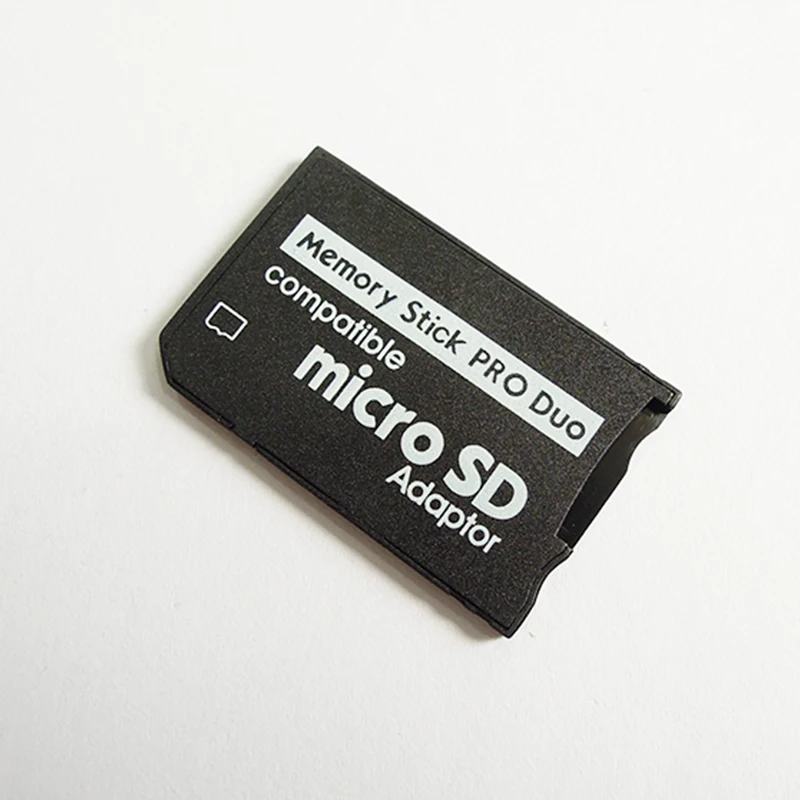 Memory Stick PRO Duo
compatible
micro SD
Adaptor